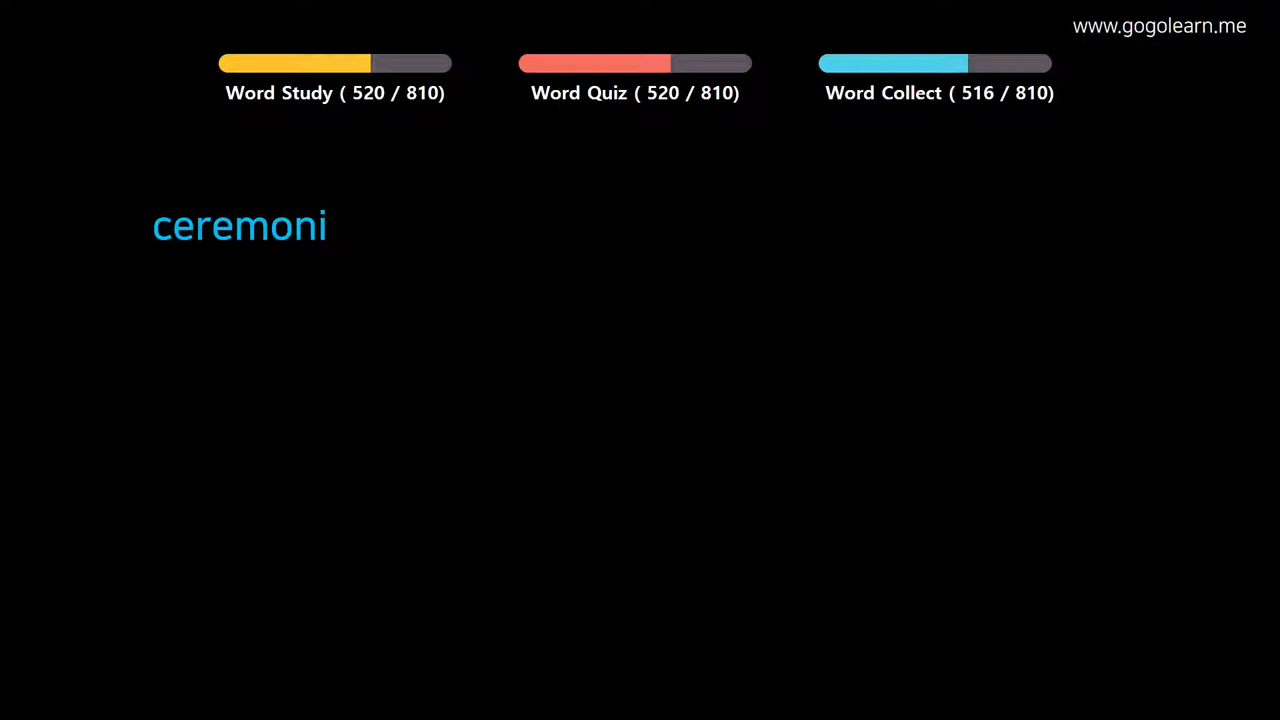 www.gogolearn.me
Word Study ( 520 / 810)
Word Quiz ( 520 / 810)
Word Collect ( 516 / 810)
ceremoni